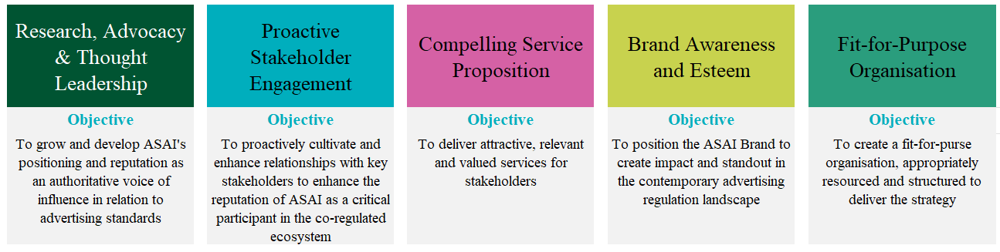 Research, Advocacy
& Thought
Leadership
Objective
To grow and develop ASAI's
positioning and reputation as
an authoritative voice of
influence in relation to
advertising standards
Proactive
Stakeholder
Engagement
Objective
To proactively cultivate and
enhance relationships with key
stakeholders to enhance the
reputation of ASAI as a critical
participant in the co-regulated
ecosystem
Compelling Service
Proposition
Objective
To deliver attractive, relevant
and valued services for
stakeholders
Brand Awareness
and Esteem
Objective
To position the ASAI Brand to
create impact and standout in
the contemporary advertising
regulation landscape
Fit-for-Purpose
Organisation
Objective
To create a fit-for-purse
organisation, appropriately
resourced and structured to
deliver the strategy